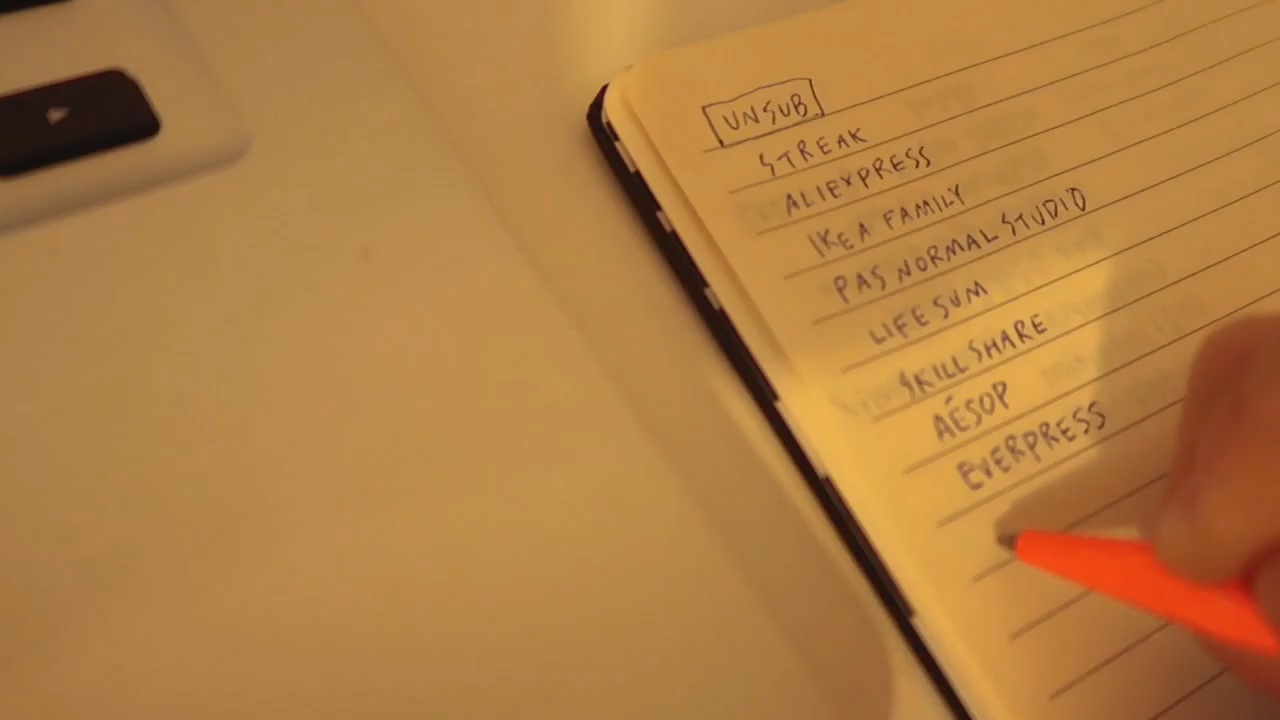 UNSUB.
STREAK
ALIEXPRESS
IKEA FAMILY
PAS NORMAL STUDIO
LIFESUM
SKILLSHARE
AÉSOP
EVERPRESS